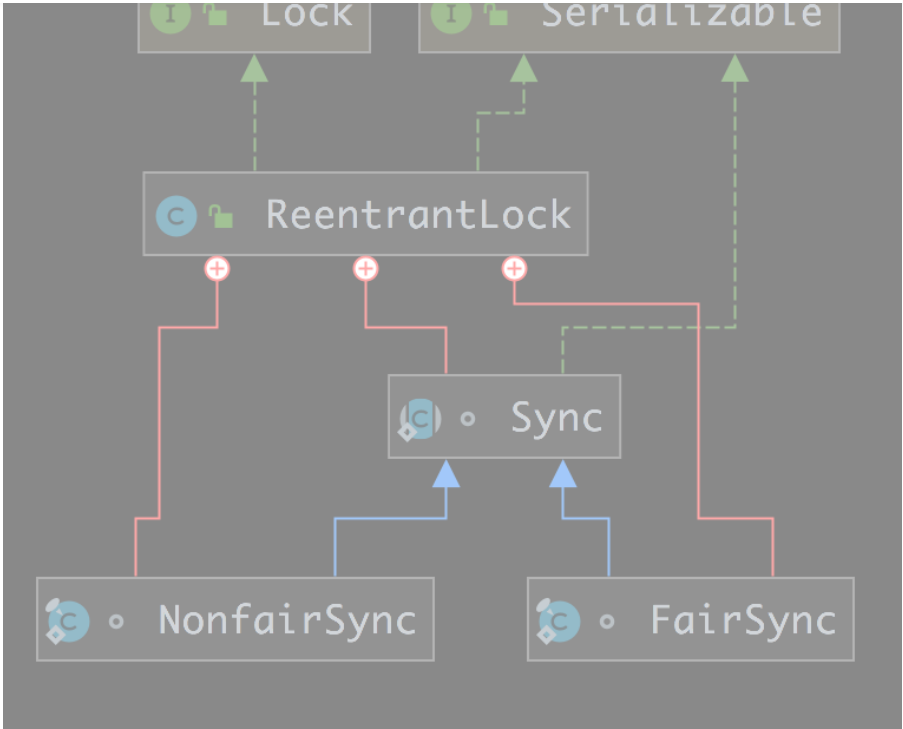 Lock
Serializable
ReentrantLock
Sync
NonfairSync
FairSync